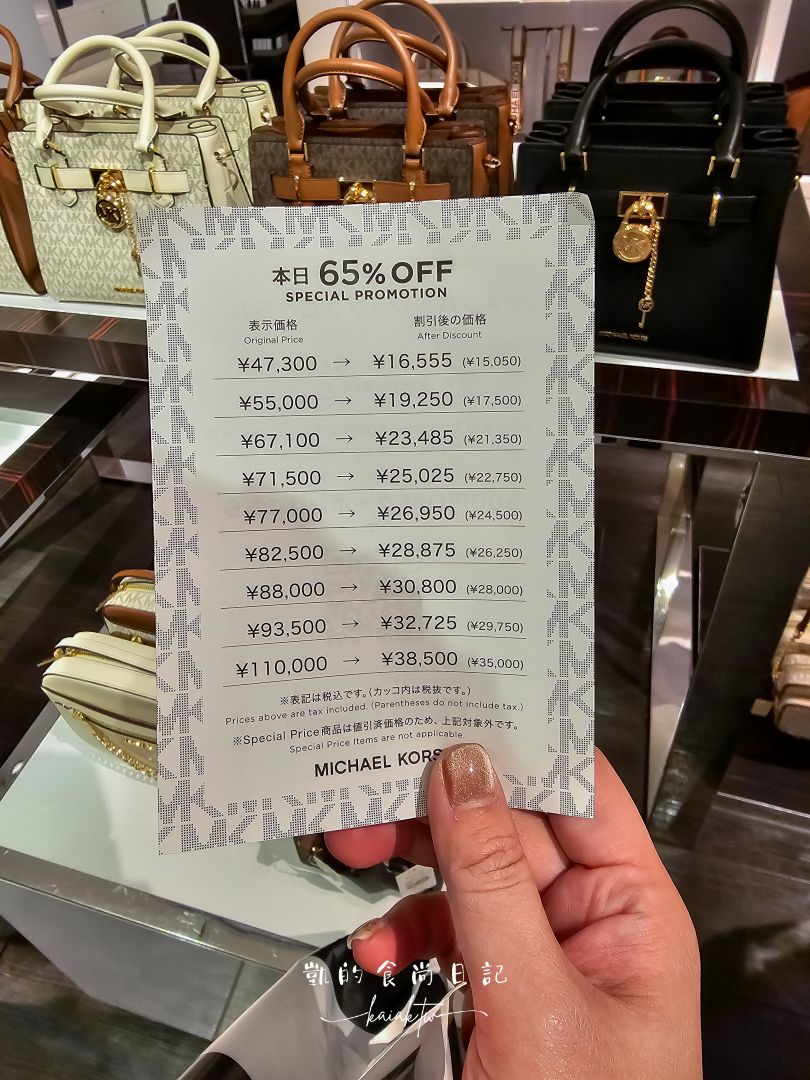 本日 65% OFF
SPECIAL PROMOTION
表示価格 割引後の価格
Original Price After Discount
¥47,300 → ¥16,555 (¥15,050)
¥55,000 → ¥19,250 (¥17,500)
¥67,100 → ¥23,485 (¥21,350)
¥71,500 → ¥25,025 (¥22,750)
¥77,000 → ¥26,950 (¥24,500)
¥82,500 → ¥28,875 (¥26,250)
¥88,000 → ¥30,800 (¥28,000)
¥93,500 → ¥32,725 (¥29,750)
¥110,000 → ¥38,500 (¥35,000)
※表記は税込です。(カッコ内は税抜です。)
Prices above are tax included. (Parentheses do not include tax.)
※Special Price商品は値引済価格のため、上記対象外です。
Special Price Items are not applicable.
MICHAEL KORS
MICHAEL KORS
凱的食尚日記
kaiak.tw